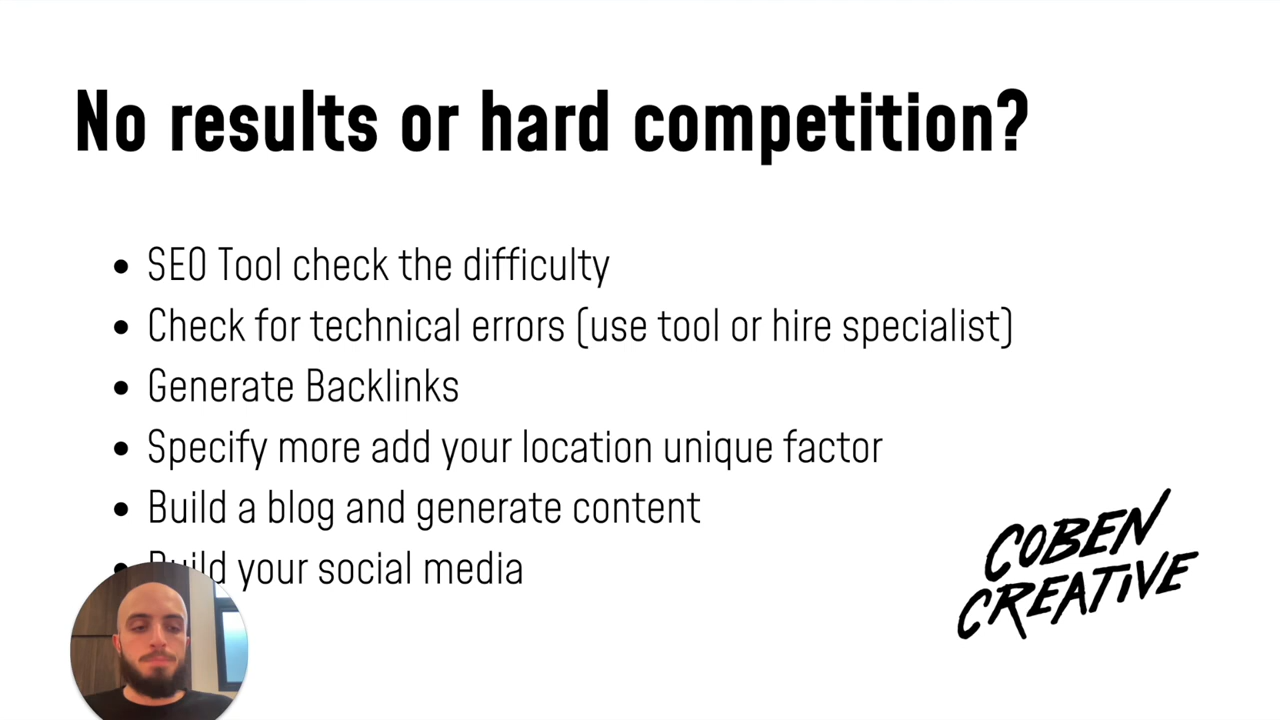 No results or hard competition?
SEO Tool check the difficulty
Check for technical errors (use tool or hire specialist)
Generate Backlinks
Specify more add your location unique factor
Build a blog and generate content
Build your social media
COBEN
CREATIVE